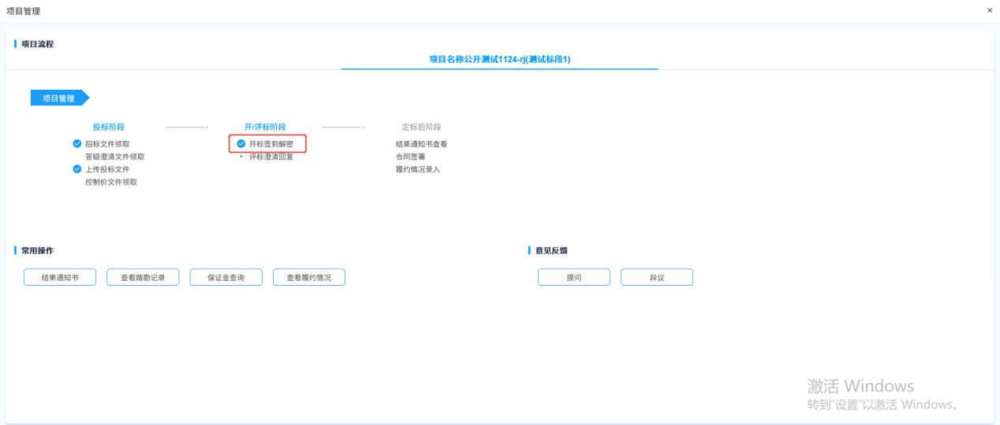 项目管理
×
项目流程
项目名称公开测试1124-rj(测试标段1)
项目管理
投标阶段
招标文件领取
答疑澄清文件领取
上传投标文件
控制价文件领取
开/评标阶段
开标签到解密
评标澄清回复
定标后阶段
结果通知书查看
合同签署
履约情况录入
常用操作
结果通知书 查看踏勘记录 保证金查询 查看履约情况
意见反馈
提问 异议
激活 Windows
转到"设置"以激活 Windows。